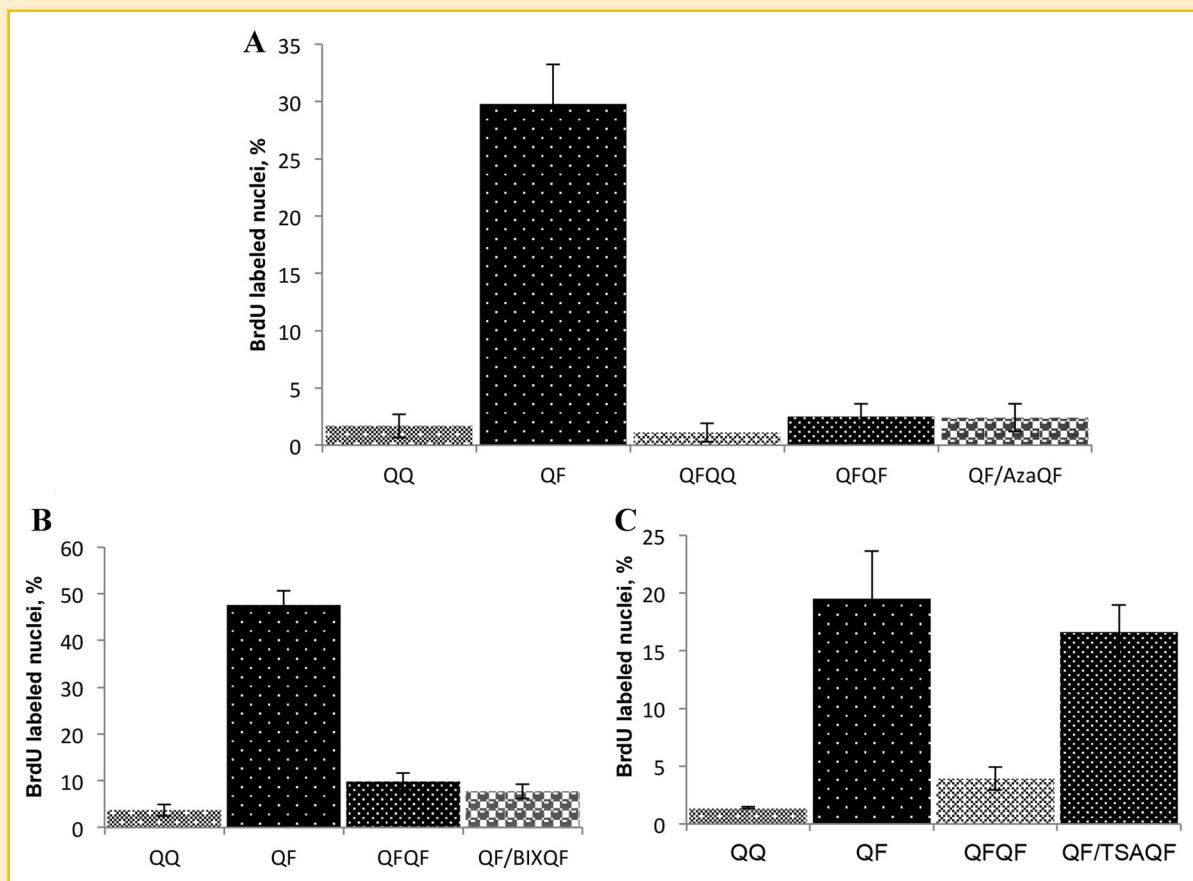 A
BrdU labeled nuclei, %
35
30
25
20
15
10
5
0
QQ
QF
QFQQ
QFQF
QF/AzaQF
B
BrdU labeled nuclei, %
60
50
40
30
20
10
0
QQ
QF
QFQF
QF/BIXQF
C
BrdU labeled nuclei, %
25
20
15
10
5
0
QQ
QF
QFQF
QF/TSAQF